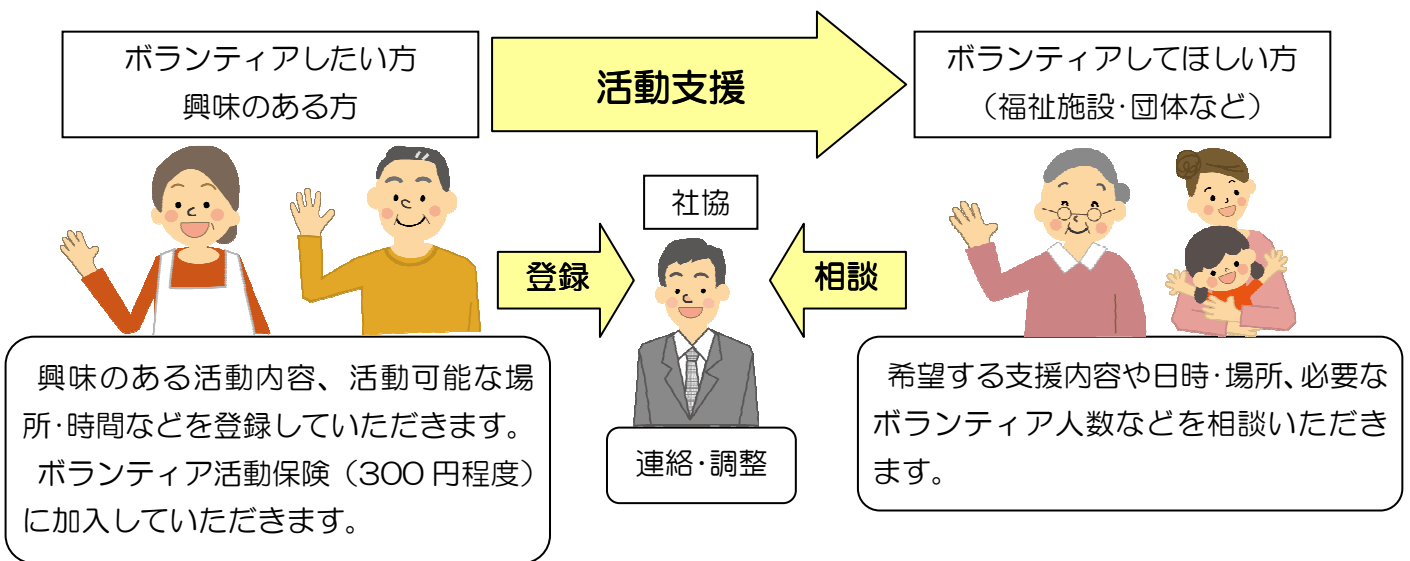 ボランティアしたい方
興味のある方
活動支援
ボランティアしてほしい方
（福祉施設・団体など）
社協
登録
相談
興味のある活動内容、活動可能な場
所・時間などを登録していただきます。
ボランティア活動保険（300円程度）
に加入していただきます。
連絡・調整
希望する支援内容や日時・場所、必要な
ボランティア人数などを相談いただき
ます。